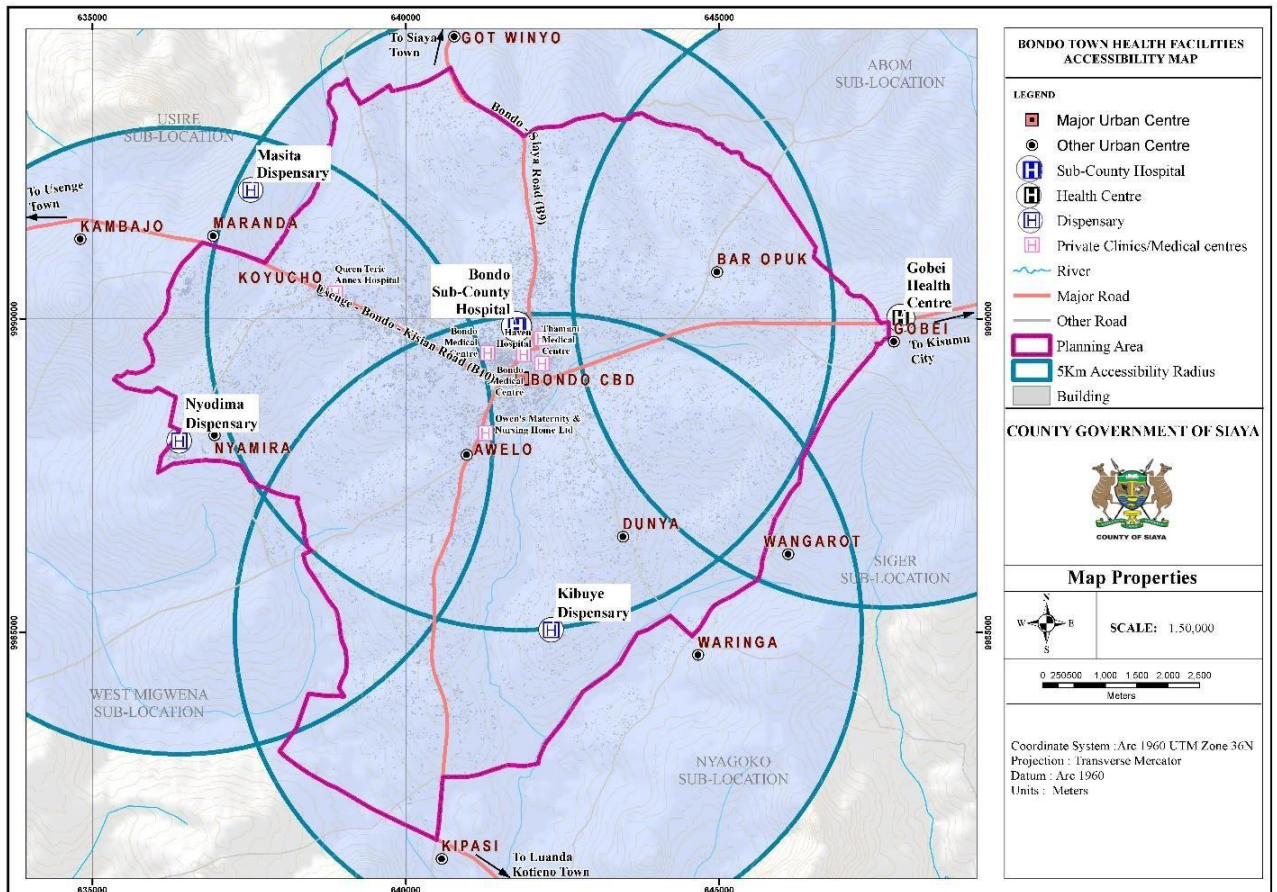 635000
640000
645000
To Siaya
Town
GOT WINYO
ABOM
SUB-LOCATION
USIRE
SUB-LOCATION
Bondo - Siaya Road (B9)
Masita
Dispensary
To Usenge
Town
KAMBAJO
MARANDA
BAR OPUK
KOYUCHO
Queen Teric
Annex Hospital
Bondo
Sub-County
Hospital
Gobei
Health
Centre
9990000
9990000
Usenge - Bondo - Kisian Road (B10)
Bondo
Medical
Centre
Haven
Hospital
Thamani
Medical
Centre
GOBEI
To Kisumu
City
Bondo
Medical
Centre
BONDO CBD
Nyodima
Dispensary
NYAMIRA
Owen's Maternity &
Nursing Home Ltd
AWELO
DUNYA
WANGAROT
SIGER
SUB-LOCATION
Kibuye
Dispensary
9985000
9985000
WARINGA
WEST MIGWENA
SUB-LOCATION
NYAGOKO
SUB-LOCATION
KIPASI
To Luanda
Kotieno Town
635000
640000
645000
BONDO TOWN HEALTH FACILITIES
ACCESSIBILITY MAP
LEGEND
Major Urban Centre
Other Urban Centre
Sub-County Hospital
Health Centre
Dispensary
Private Clinics/Medical centres
River
Major Road
Other Road
Planning Area
5Km Accessibility Radius
Building
COUNTY GOVERNMENT OF SIAYA
COUNTY OF SIAYA
Map Properties
N
W E
S
SCALE: 1:50,000
0 250500 1,000 1,500 2,000 2,500
Meters
Coordinate System : Arc 1960 UTM Zone 36N
Projection : Transverse Mercator
Datum : Arc 1960
Units : Meters